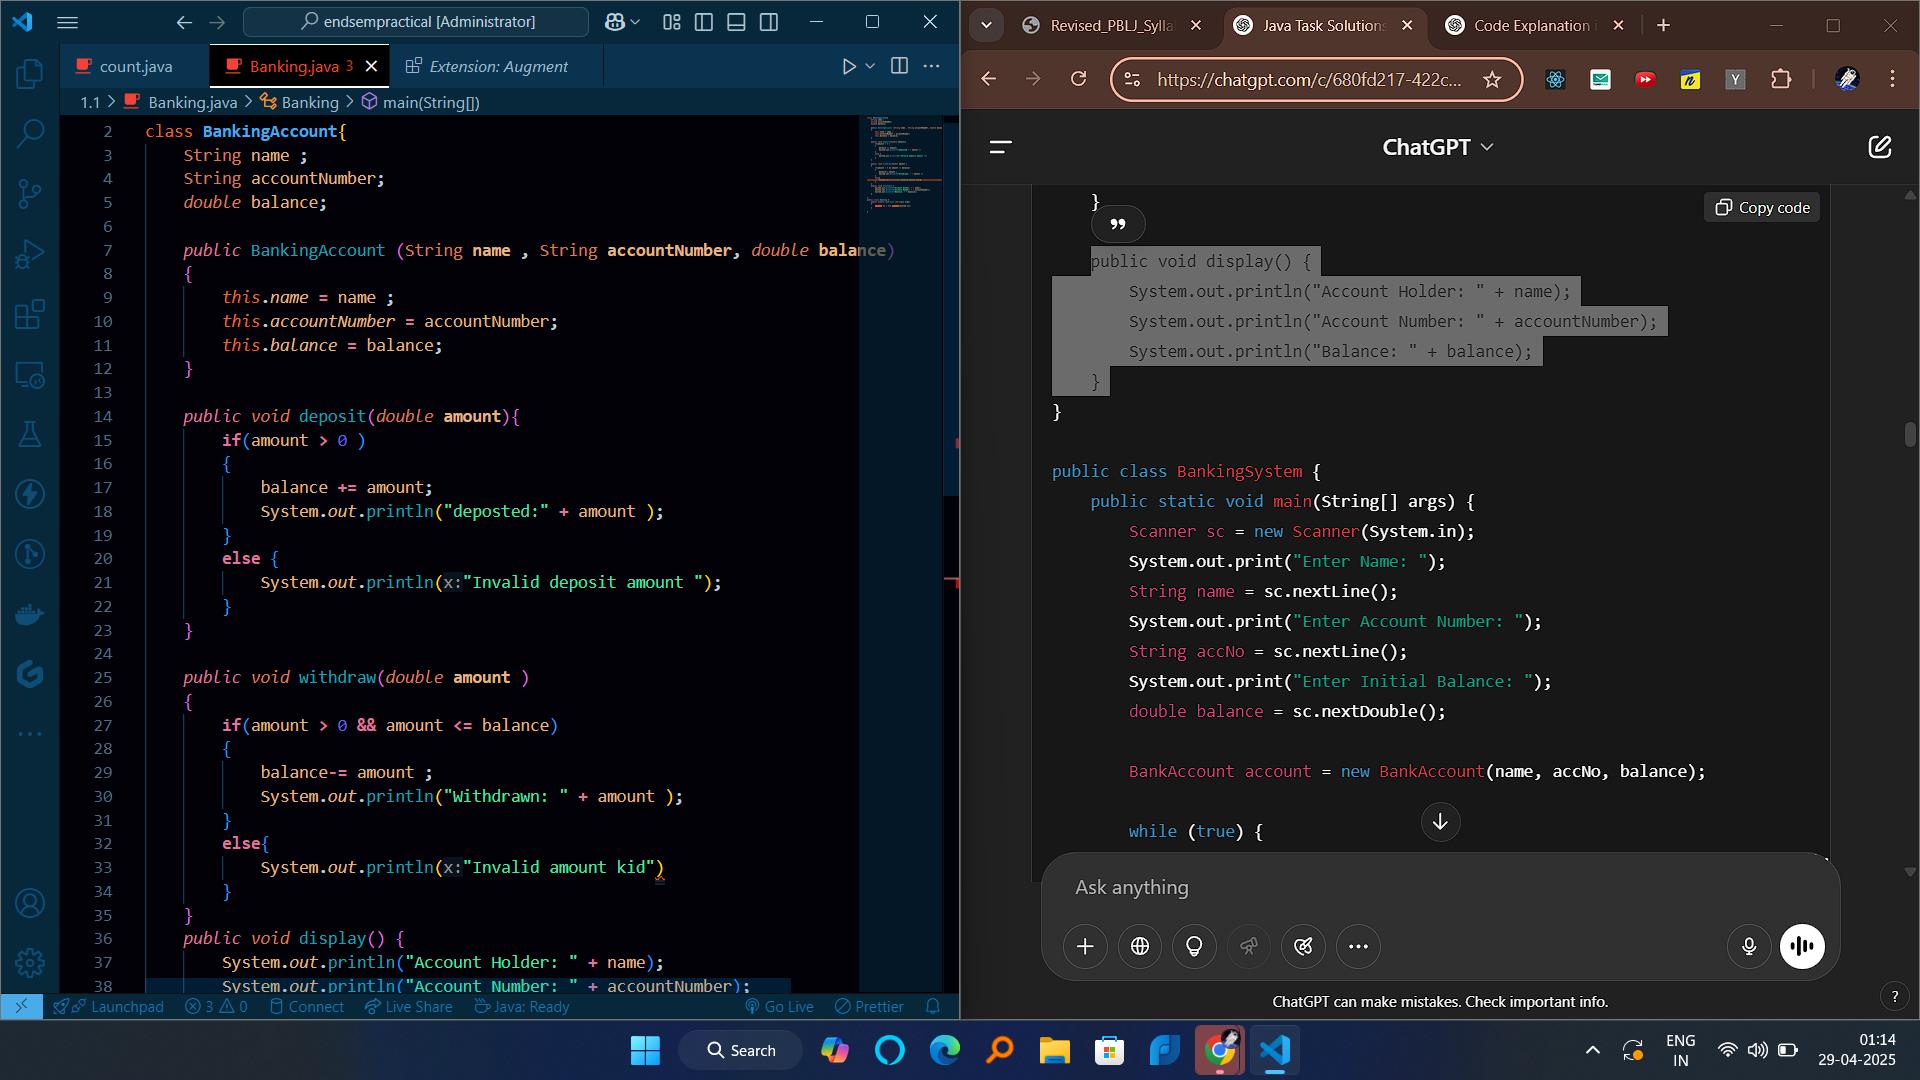 endsempractical [Administrator]
count.java
Banking.java 3
Extension: Augment
1.1 > Banking.java > Banking > main(String[])
2 class BankingAccount{
3 String name ;
4 String accountNumber;
5 double balance;
6
7 public BankingAccount (String name , String accountNumber, double balance)
8 {
9 this.name = name ;
10 this.accountNumber = accountNumber;
11 this.balance = balance;
12 }
13
14 public void deposit(double amount){
15 if(amount > 0 )
16 {
17 balance += amount;
18 System.out.println("deposted:" + amount );
19 }
20 else {
21 System.out.println(x:"Invalid deposit amount ");
22 }
23 }
24
25 public void withdraw(double amount )
26 {
27 if(amount > 0 && amount <= balance)
28 {
29 balance-= amount ;
30 System.out.println("Withdrawn: " + amount );
31 }
32 else{
33 System.out.println(x:"Invalid amount kid")
34 }
35 }
36 public void display() {
37 System.out.println("Account Holder: " + name);
38 System.out.println("Account Number: " + accountNumber);
Launchpad
3 0
Connect
Live Share
Java: Ready
Go Live
Prettier
Revised_PBLJ_Sylla
Java Task Solutions
Code Explanation
https://chatgpt.com/c/680fd217-422c...
Y
ChatGPT
}
Copy code
public void display() {
System.out.println("Account Holder: " + name);
System.out.println("Account Number: " + accountNumber);
System.out.println("Balance: " + balance);
}
}
public class BankingSystem {
public static void main(String[] args) {
Scanner sc = new Scanner(System.in);
System.out.print("Enter Name: ");
String name = sc.nextLine();
System.out.print("Enter Account Number: ");
String accNo = sc.nextLine();
System.out.print("Enter Initial Balance: ");
double balance = sc.nextDouble();
BankAccount account = new BankAccount(name, accNo, balance);
while (true) {
Ask anything
ChatGPT can make mistakes. Check important info.
?
Search
ENG
IN
01:14
29-04-2025